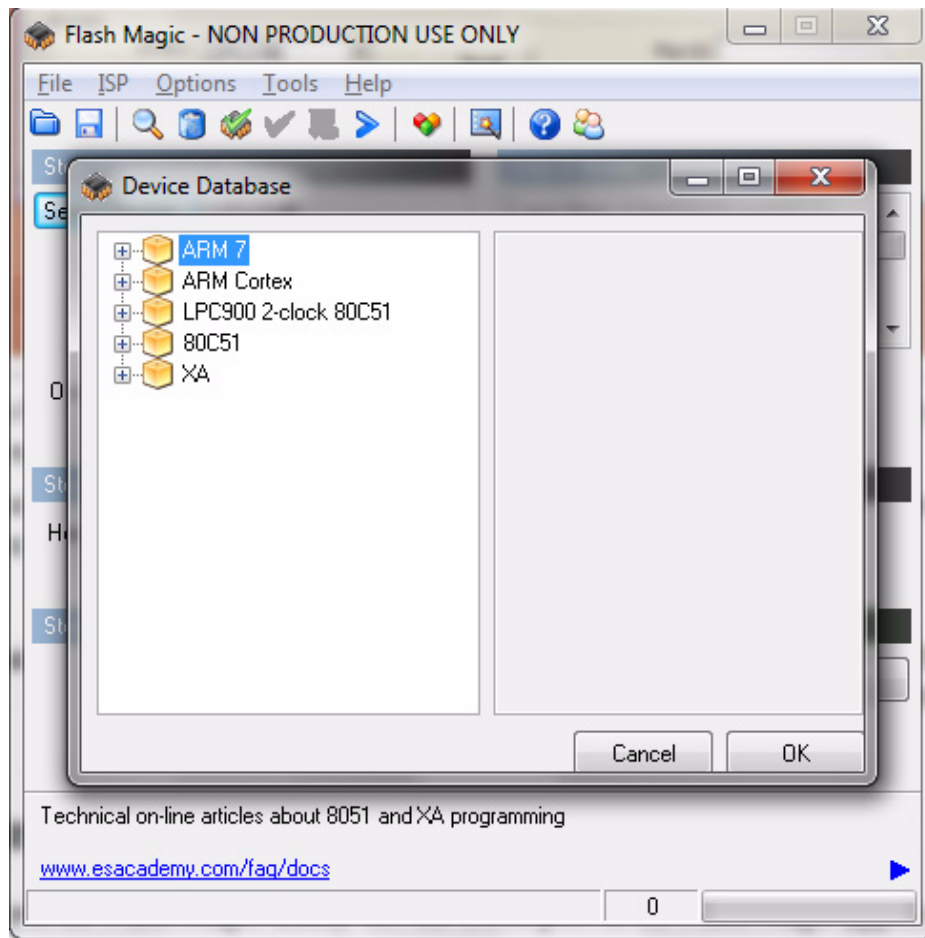 Flash Magic - NON PRODUCTION USE ONLY
File ISP Options Tools Help
Device Database
ARM 7
ARM Cortex
LPC900 2-clock 80C51
80C51
XA
Cancel OK
Technical on-line articles about 8051 and XA programming
www.esacademy.com/faq/docs
0